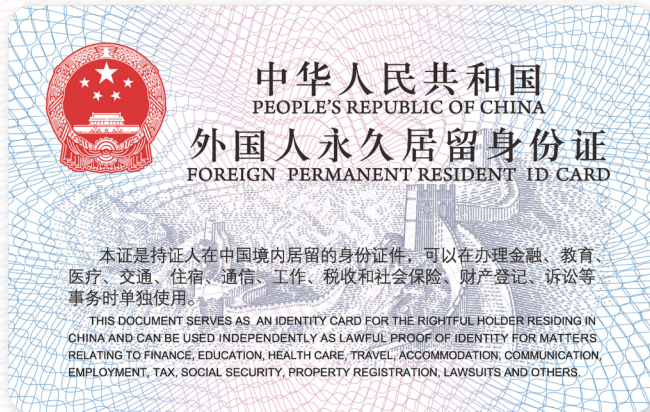 中华人民共和国
PEOPLE'S REPUBLIC OF CHINA
外国人永久居留身份证
FOREIGN PERMANENT RESIDENT ID CARD
本证是持证人在中国境内居留的身份证件，可以在办理金融、教育、
医疗、交通、住宿、通信、工作、税收和社会保险、财产登记、诉讼等
事务时单独使用。
THIS DOCUMENT SERVES AS AN IDENTITY CARD FOR THE RIGHTFUL HOLDER RESIDING IN
CHINA AND CAN BE USED INDEPENDENTLY AS LAWFUL PROOF OF IDENTITY FOR MATTERS
RELATING TO FINANCE, EDUCATION, HEALTH CARE, TRAVEL, ACCOMMODATION, COMMUNICATION,
EMPLOYMENT, TAX, SOCIAL SECURITY, PROPERTY REGISTRATION, LAWSUITS AND OTHERS.